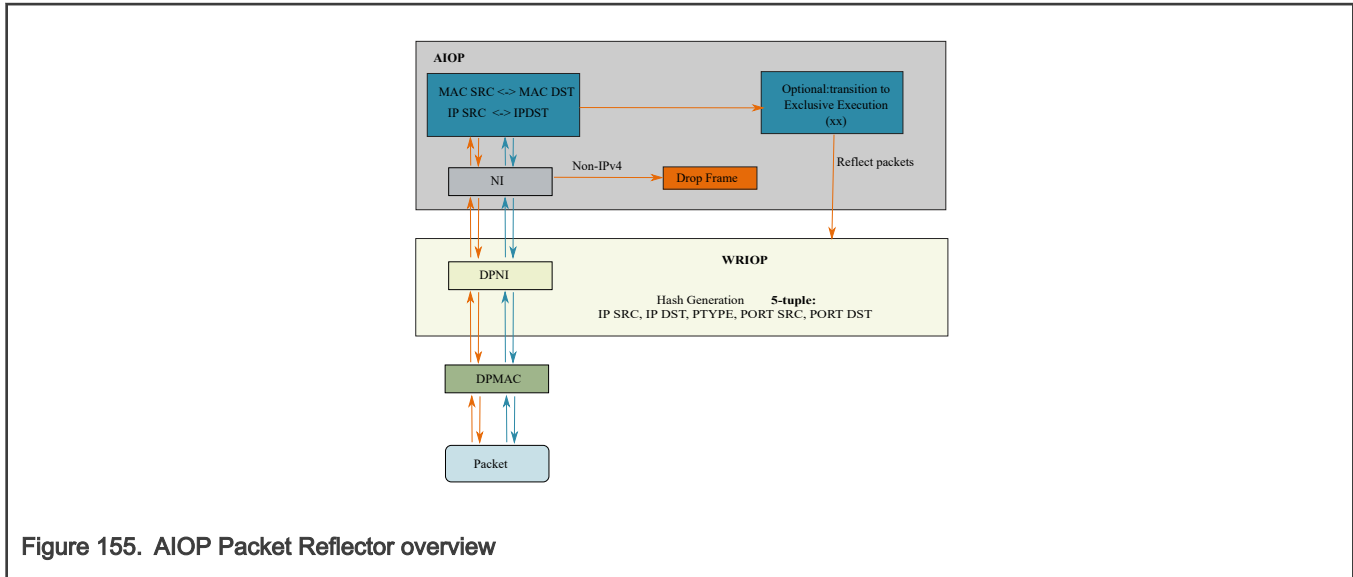 AIOP
MAC SRC <-> MAC DST
IP SRC <-> IPDST
Optional:transition to
Exclusive Execution
(xx)
Non-IPv4
Reflect packets
NI
Drop Frame
WRIOP
DPNI
Hash Generation 5-tuple:
IP SRC, IP DST, PTYPE, PORT SRC, PORT DST
DPMAC
Packet
Figure 155. AIOP Packet Reflector overview